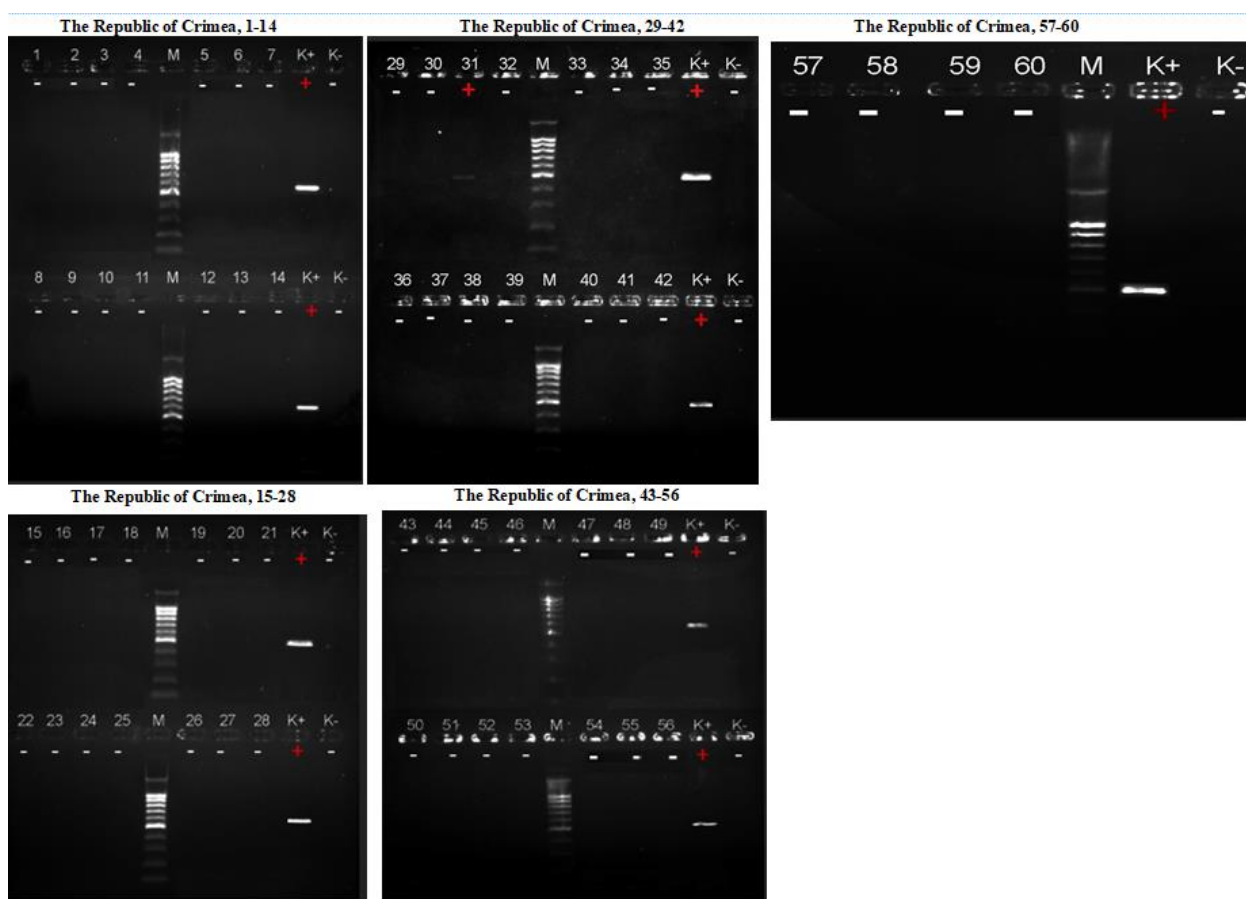 The Republic of Crimea, 1-14
1 2 3 4 M 5 6 7 K+ K-
- - - - - - - + -
8 9 10 11 M 12 13 14 K+ K-
- - - - - - - + -
The Republic of Crimea, 29-42
29 30 31 32 M 33 34 35 K+ K-
- - + - - - - + -
36 37 38 39 M 40 41 42 K+ K-
- - - - - - - + -
The Republic of Crimea, 57-60
57 58 59 60 M K+ K-
- - - - + -
The Republic of Crimea, 15-28
15 16 17 18 M 19 20 21 K+ K-
- - - - - - - + -
22 23 24 25 M 26 27 28 K+ K-
- - - - - - - + -
The Republic of Crimea, 43-56
43 44 45 46 M 47 48 49 K+ K-
- - - - - - - + -
50 51 52 53 M 54 55 56 K+ K-
- - - - - - - + -